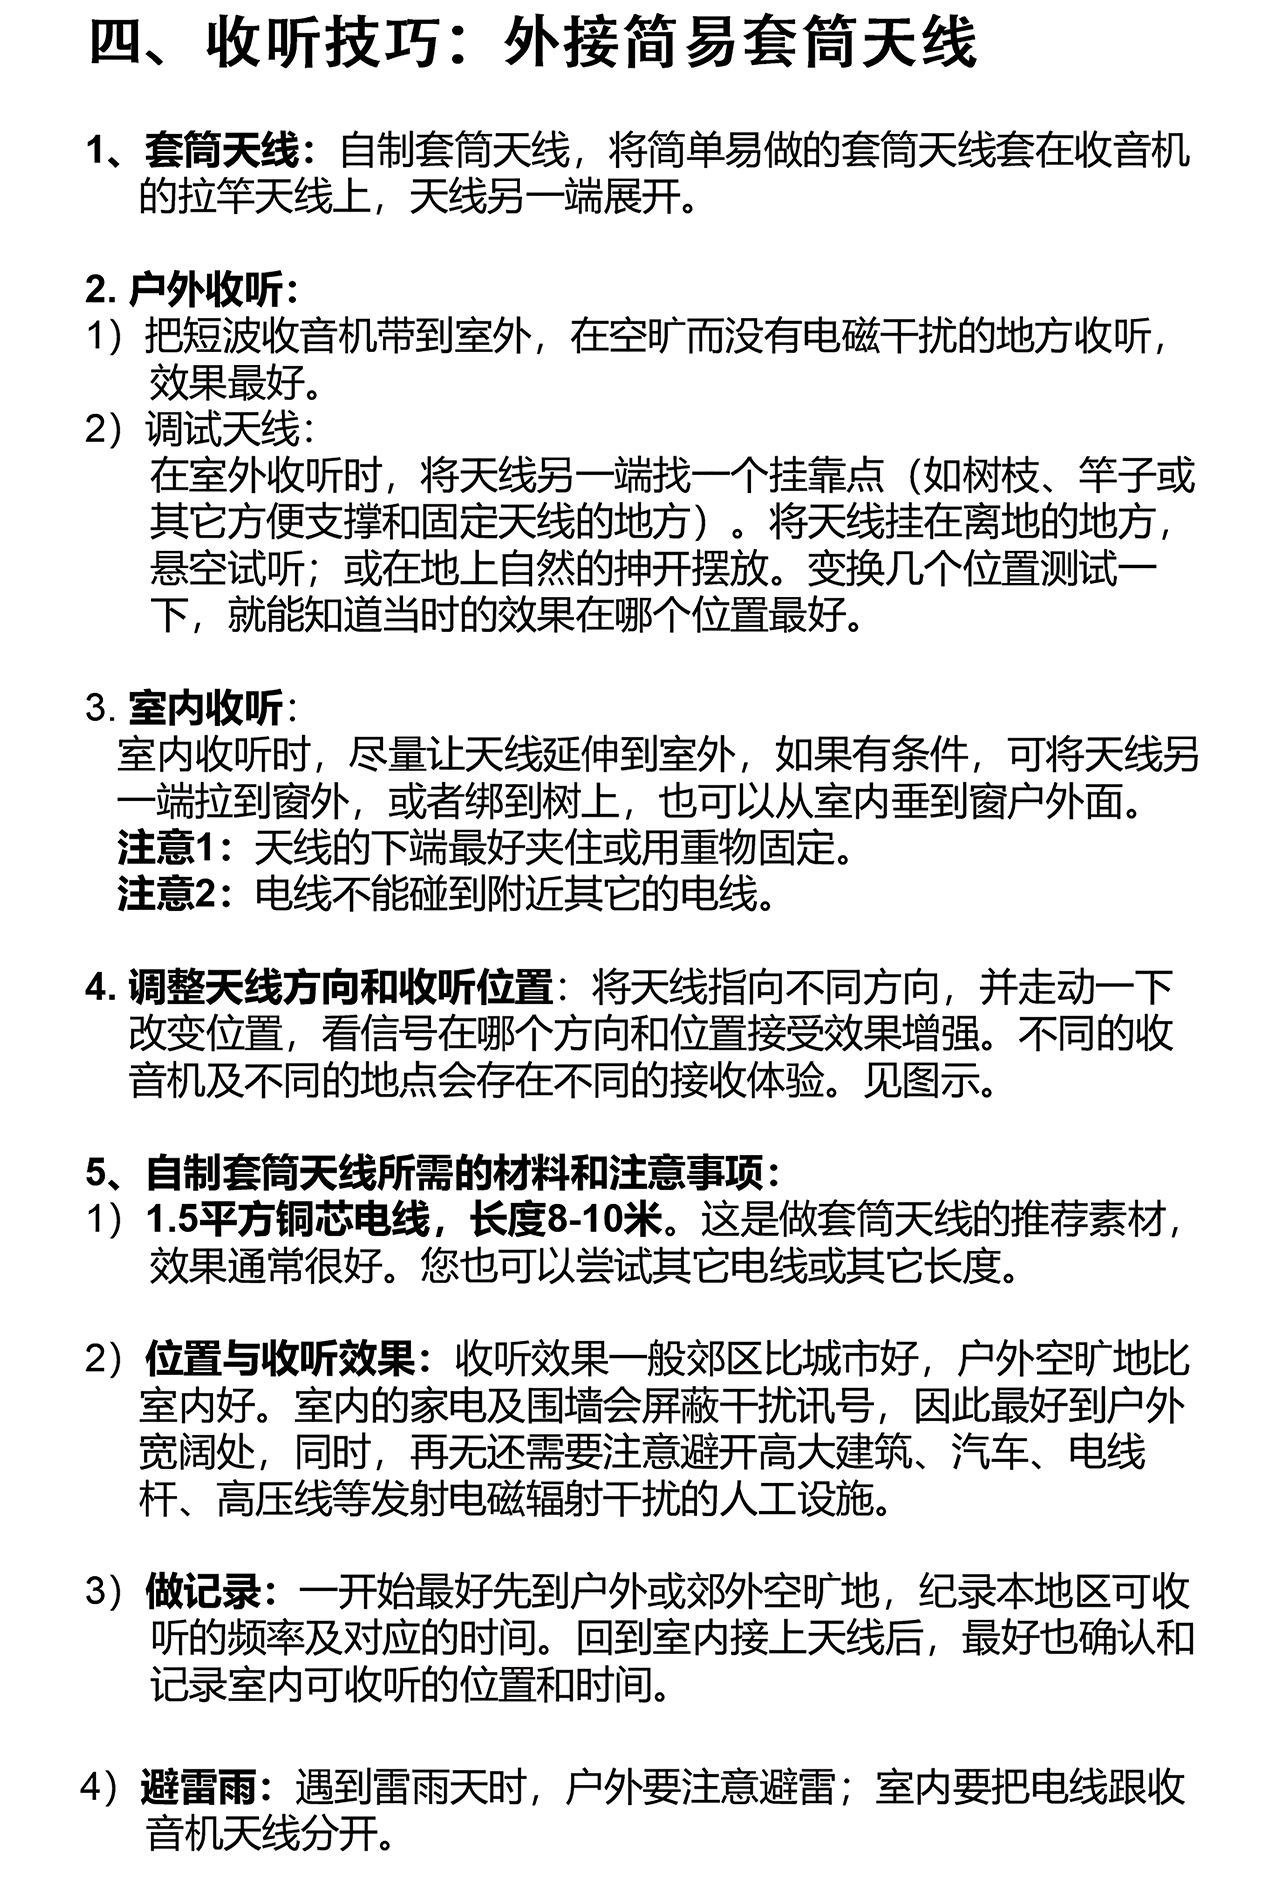 四、收听技巧：外接简易套筒天线
1、套筒天线：自制套筒天线，将简单易做的套筒天线套在收音机
的拉竿天线上，天线另一端展开。
2. 户外收听：
1）把短波收音机带到室外，在空旷而没有电磁干扰的地方收听，
效果最好。
2）调试天线：
在室外收听时，将天线另一端找一个挂靠点（如树枝、竿子或
其它方便支撑和固定天线的地方）。将天线挂在离地的地方，
悬空试听；或在地上自然的抻开摆放。变换几个位置测试一
下，就能知道当时的效果在哪个位置最好。
3. 室内收听：
室内收听时，尽量让天线延伸到室外，如果有条件，可将天线另
一端拉到窗外，或者绑到树上，也可以从室内垂到窗户外面。
注意1：天线的下端最好夹住或用重物固定。
注意2：电线不能碰到附近其它的电线。
4. 调整天线方向和收听位置：将天线指向不同方向，并走动一下
改变位置，看信号在哪个方向和位置接受效果增强。不同的收
音机及不同的地点会存在不同的接收体验。见图示。
5、自制套筒天线所需的材料和注意事项：
1）1.5平方铜芯电线，长度8-10米。这是做套筒天线的推荐素材，
效果通常很好。您也可以尝试其它电线或其它长度。
2）位置与收听效果：收听效果一般郊区比城市好，户外空旷地比
室内好。室内的家电及围墙会屏蔽干扰讯号，因此最好到户外
宽阔处，同时，再无还需要注意避开高大建筑、汽车、电线
杆、高压线等发射电磁辐射干扰的人工设施。
3）做记录：一开始最好先到户外或郊外空旷地，纪录本地区可收
听的频率及对应的时间。回到室内接上天线后，最好也确认和
记录室内可收听的位置和时间。
4）避雷雨：遇到雷雨天时，户外要注意避雷；室内要把电线跟收
音机天线分开。